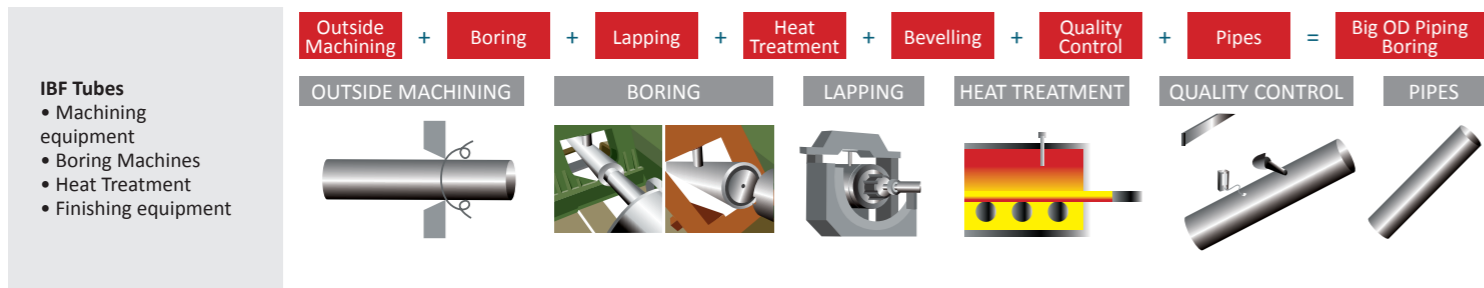 IBF Tubes
• Machining
equipment
• Boring Machines
• Heat Treatment
• Finishing equipment
Outside
Machining
+
Boring
+
Lapping
+
Heat
Treatment
+
Bevelling
+
Quality
Control
+
Pipes
=
Big OD Piping
Boring
OUTSIDE MACHINING
BORING
LAPPING
HEAT TREATMENT
QUALITY CONTROL
PIPES